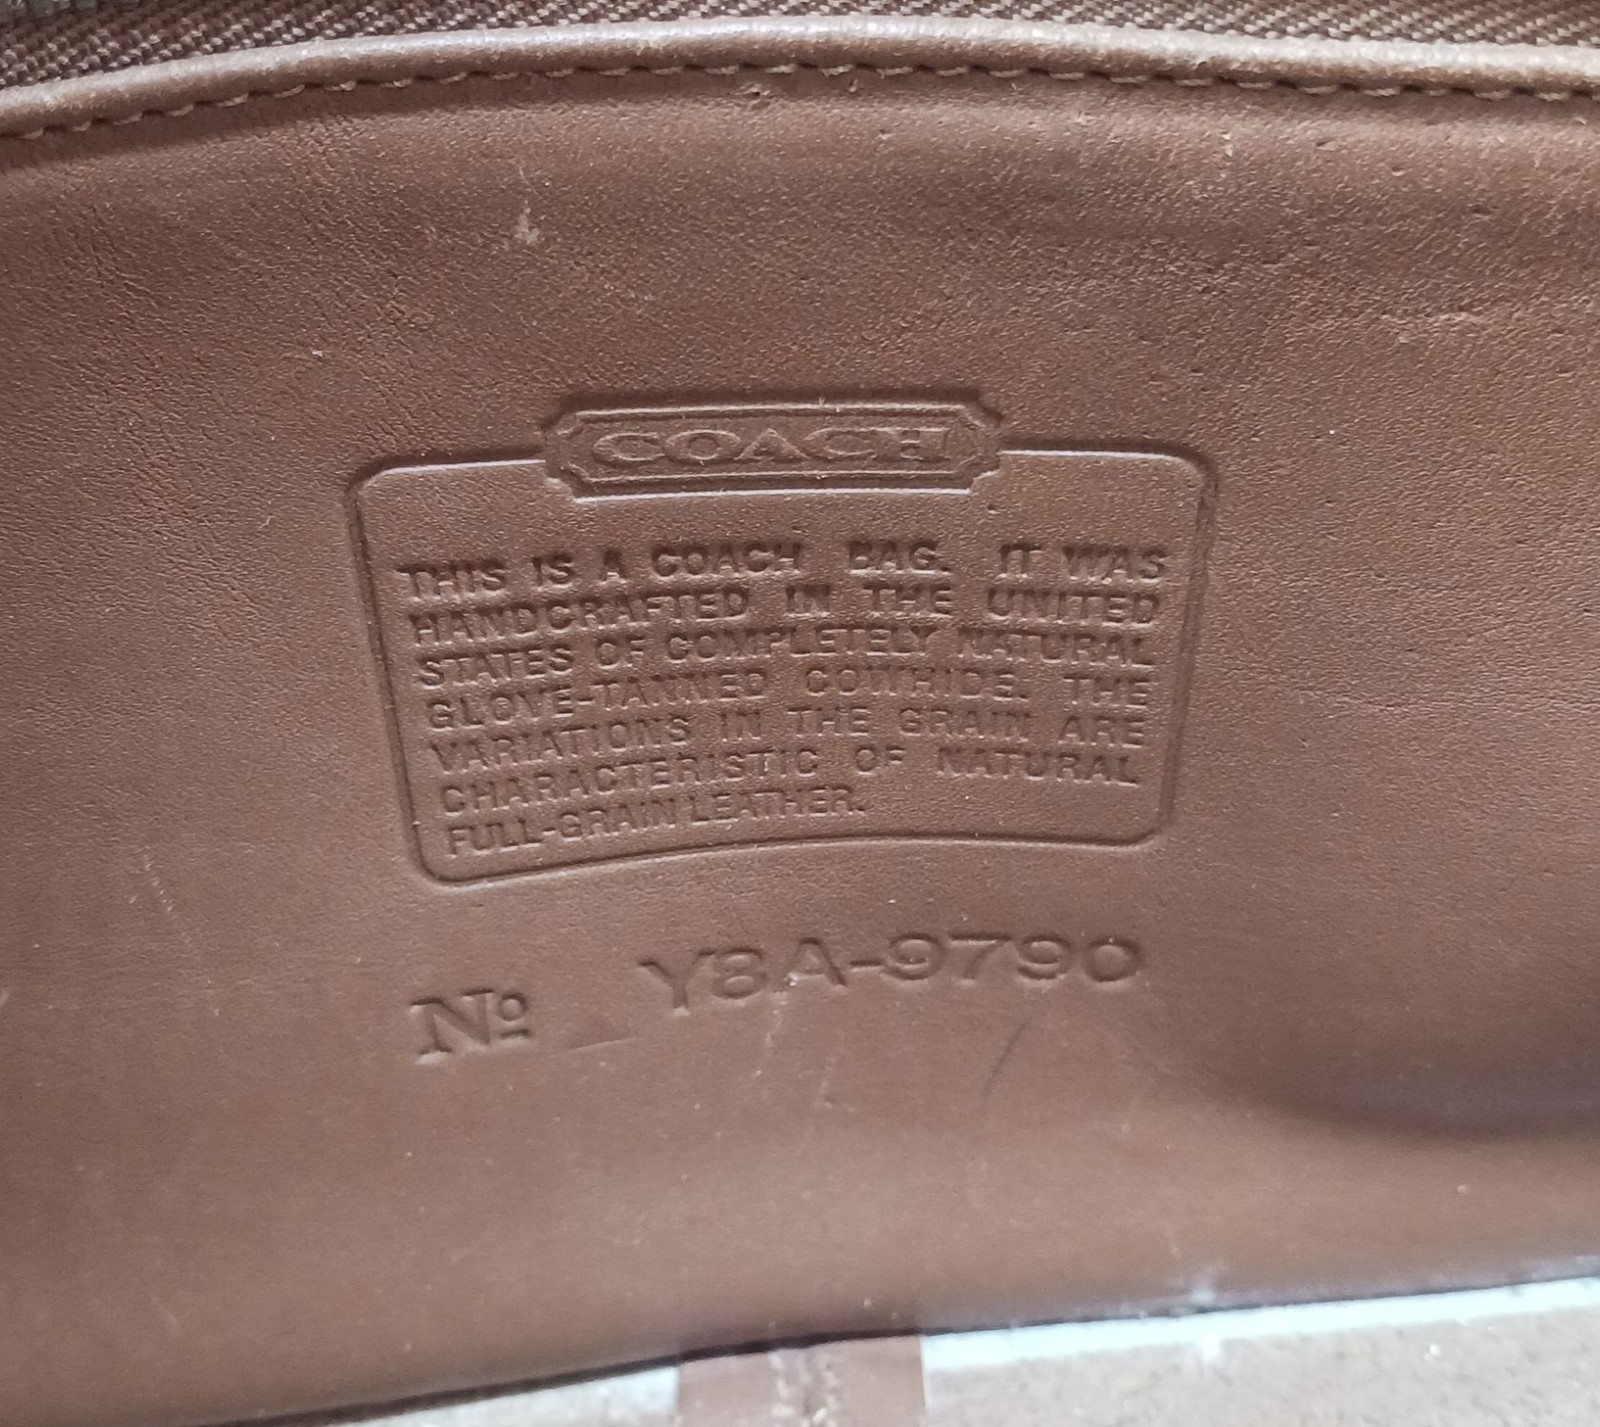 COACH
THIS IS A COACH BAG. IT WAS
HANDCRAFTED IN THE UNITED
STATES OF COMPLETELY NATURAL
GLOVE-TANNED COWHIDE. THE
VARIATIONS IN THE GRAIN ARE
CHARACTERISTIC OF NATURAL
FULL-GRAIN LEATHER.
No Y8A-9790